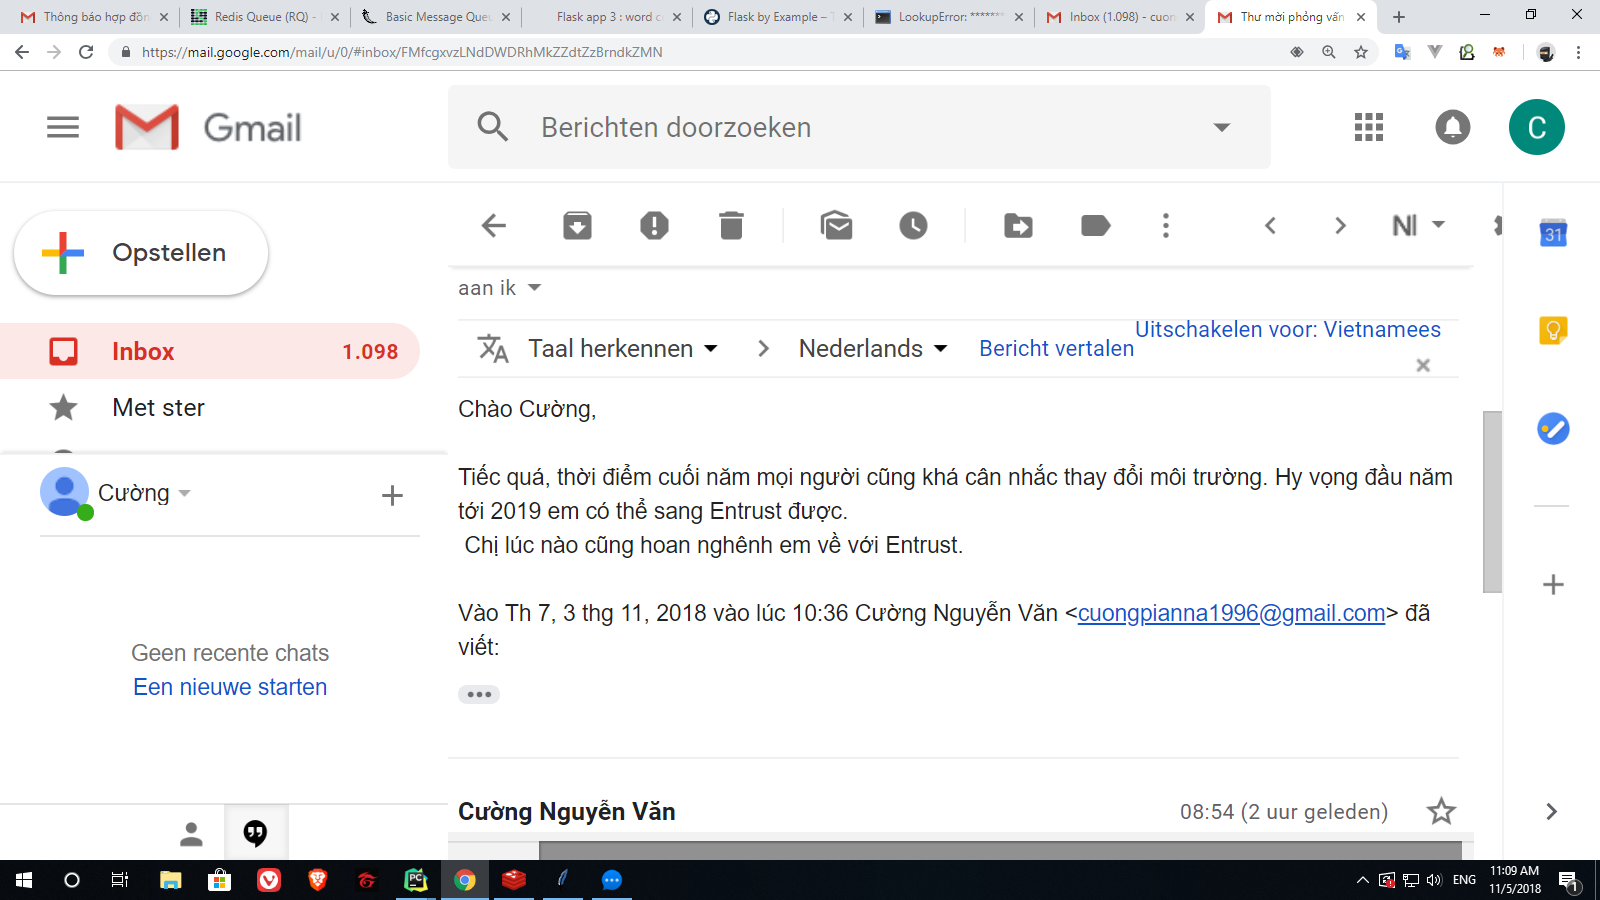 Thông báo hợp đồn
Redis Queue (RQ) -
Basic Message Que
Flask app 3 : word c
Flask by Example – T
LookupError: *******
Inbox (1.098) - cuon
Thư mời phỏng vấn
https://mail.google.com/mail/u/0/#inbox/FMfcgxvzLNdDWDRhMkZZdtZzBrndkZMN
Gmail
Berichten doorzoeken
C
Opstellen
Nl
31
aan ik
Inbox 1.098
Met ster
Taal herkennen
Nederlands
Bericht vertalen
Uitschakelen voor: Vietnamees
Chào Cường,
Tiếc quá, thời điểm cuối năm mọi người cũng khá cân nhắc thay đổi môi trường. Hy vọng đầu năm
tới 2019 em có thể sang Entrust được.
Chị lúc nào cũng hoan nghênh em về với Entrust.
Vào Th 7, 3 thg 11, 2018 vào lúc 10:36 Cường Nguyễn Văn <cuongpianna1996@gmail.com> đã
viết:
Cường
Geen recente chats
Een nieuwe starten
Cường Nguyễn Văn
08:54 (2 uur geleden)
PC
ENG
11:09 AM
11/5/2018
1